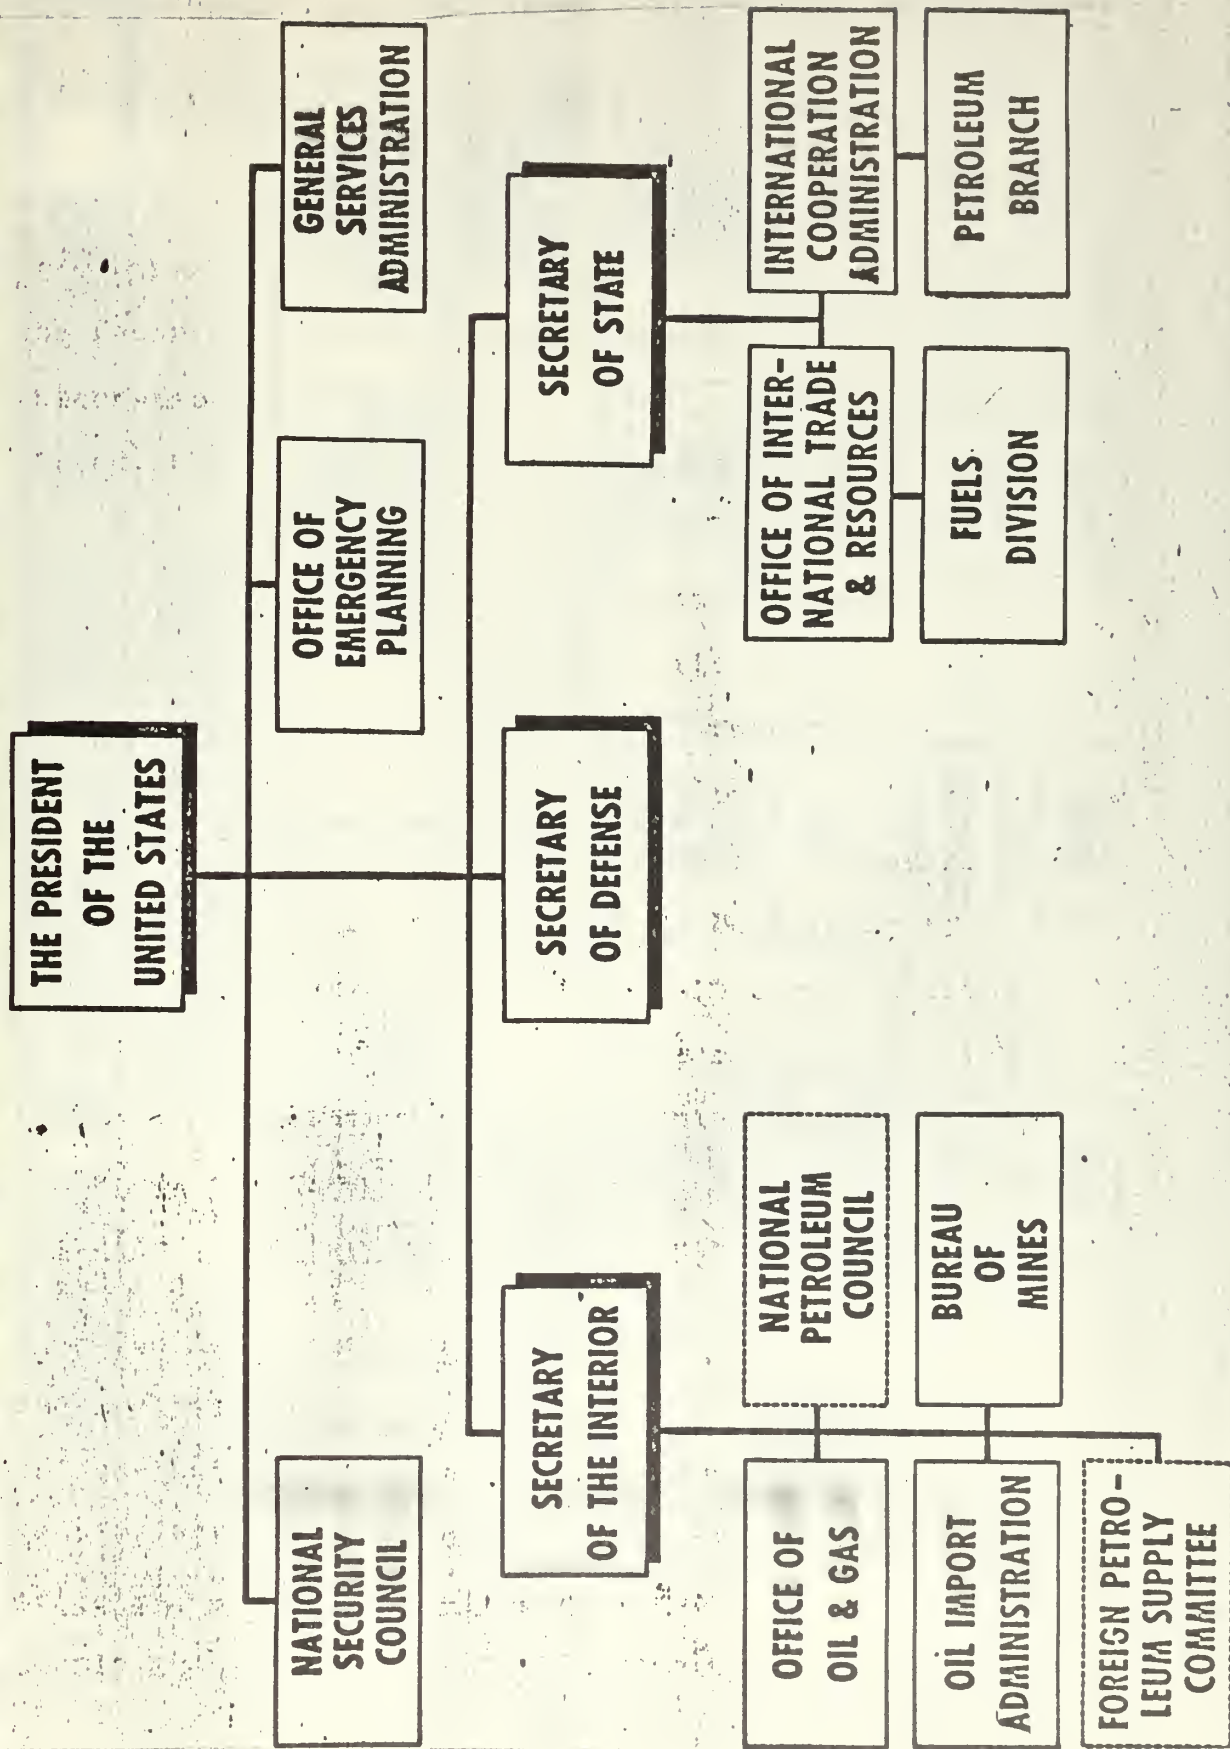 THE PRESIDENT
OF THE
UNITED STATES
NATIONAL
SECURITY
COUNCIL
OFFICE OF
EMERGENCY
PLANNING
GENERAL
SERVICES
ADMINISTRATION
SECRETARY
OF THE INTERIOR
SECRETARY
OF DEFENSE
SECRETARY
OF STATE
OFFICE OF
OIL & GAS
NATIONAL
PETROLEUM
COUNCIL
OIL IMPORT
ADMINISTRATION
BUREAU
OF
MINES
FOREIGN PETRO-
LEUM SUPPLY
COMMITTEE
OFFICE OF INTER-
NATIONAL TRADE
& RESOURCES
INTERNATIONAL
COOPERATION
ADMINISTRATION
FUELS
DIVISION
PETROLEUM
BRANCH